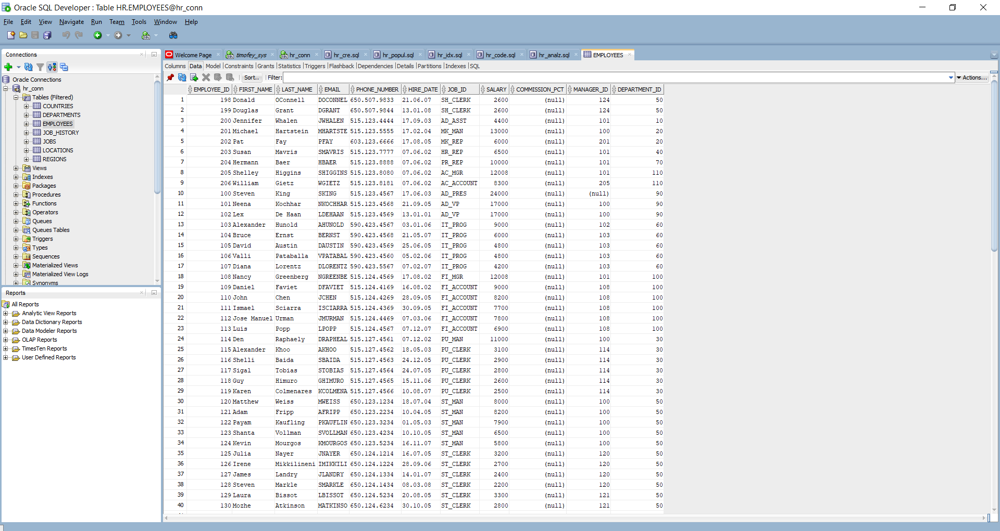 Oracle SQL Developer : Table HR.EMPLOYEES@hr_conn
File Edit View Navigate Run Team Tools Window Help
Connections
Oracle Connections
hr_conn
Tables (Filtered)
COUNTRIES
DEPARTMENTS
EMPLOYEES
JOB_HISTORY
JOBS
LOCATIONS
REGIONS
Views
Indexes
Packages
Procedures
Functions
Operators
Queues
Queues Tables
Triggers
Types
Sequences
Materialized Views
Materialized View Logs
Synonyms
Reports
All Reports
Analytic View Reports
Data Dictionary Reports
Data Modeler Reports
OLAP Reports
TimesTen Reports
User Defined Reports
Welcome Page timofey_sys hr_conn hr_cre.sql hr_popul.sql hr_idx.sql hr_code.sql hr_analz.sql EMPLOYEES
Columns Data Model Constraints Grants Statistics Triggers Flashback Dependencies Details Partitions Indexes SQL
Sort.. Filter: Actions...
EMPLOYEE_ID FIRST_NAME LAST_NAME EMAIL PHONE_NUMBER HIRE_DATE JOB_ID SALARY COMMISSION_PCT MANAGER_ID DEPARTMENT_ID
1 198 Donald OConnell DOCONNEL 650.507.9833 21.06.07 SH_CLERK 2600 (null) 124 50
2 199 Douglas Grant DGRANT 650.507.9844 13.01.08 SH_CLERK 2600 (null) 124 50
3 200 Jennifer Whalen JWHALEN 515.123.4444 17.09.03 AD_ASST 4400 (null) 101 10
4 201 Michael Hartstein MHARTSTE 515.123.5555 17.02.04 MK_MAN 13000 (null) 100 20
5 202 Pat Fay PFAY 603.123.6666 17.08.05 MK_REP 6000 (null) 201 20
6 203 Susan Mavris SMAVRIS 515.123.7777 07.06.02 HR_REP 6500 (null) 101 40
7 204 Hermann Baer HBAER 515.123.8888 07.06.02 PR_REP 10000 (null) 101 70
8 205 Shelley Higgins SHIGGINS 515.123.8080 07.06.02 AC_MGR 12008 (null) 101 110
9 206 William Gietz WGIETZ 515.123.8181 07.06.02 AC_ACCOUNT 8300 (null) 205 110
10 100 Steven King SKING 515.123.4567 17.06.03 AD_PRES 24000 (null) (null) 90
11 101 Neena Kochhar NKOCHHAR 515.123.4568 21.09.05 AD_VP 17000 (null) 100 90
12 102 Lex De Haan LDEHAAN 515.123.4569 13.01.01 AD_VP 17000 (null) 100 90
13 103 Alexander Hunold AHUNOLD 590.423.4567 03.01.06 IT_PROG 9000 (null) 102 60
14 104 Bruce Ernst BERNST 590.423.4568 21.05.07 IT_PROG 6000 (null) 103 60
15 105 David Austin DAUSTIN 590.423.4569 25.06.05 IT_PROG 4800 (null) 103 60
16 106 Valli Pataballa VPATABAL 590.423.4560 05.02.06 IT_PROG 4800 (null) 103 60
17 107 Diana Lorentz DLORENTZ 590.423.5567 07.02.07 IT_PROG 4200 (null) 103 60
18 108 Nancy Greenberg NGREENBE 515.124.4569 17.08.02 FI_MGR 12008 (null) 101 100
19 109 Daniel Faviet DFAVIET 515.124.4169 16.08.02 FI_ACCOUNT 9000 (null) 108 100
20 110 John Chen JCHEN 515.124.4269 28.09.05 FI_ACCOUNT 8200 (null) 108 100
21 111 Ismael Sciarra ISCIARRA 515.124.4369 30.09.05 FI_ACCOUNT 7700 (null) 108 100
22 112 Jose Manuel Urman JMURMAN 515.124.4469 07.03.06 FI_ACCOUNT 7800 (null) 108 100
23 113 Luis Popp LPOPP 515.124.4567 07.12.07 FI_ACCOUNT 6900 (null) 108 100
24 114 Den Raphaely DRAPHEAL 515.127.4561 07.12.02 PU_MAN 11000 (null) 100 30
25 115 Alexander Khoo AKHOO 515.127.4562 18.05.03 PU_CLERK 3100 (null) 114 30
26 116 Shelli Baida SBAIDA 515.127.4563 24.12.05 PU_CLERK 2900 (null) 114 30
27 117 Sigal Tobias STOBIAS 515.127.4564 24.07.05 PU_CLERK 2800 (null) 114 30
28 118 Guy Himuro GHIMURO 515.127.4565 15.11.06 PU_CLERK 2600 (null) 114 30
29 119 Karen Colmenares KCOLMENA 515.127.4566 10.08.07 PU_CLERK 2500 (null) 114 30
30 120 Matthew Weiss MWEISS 650.123.1234 18.07.04 ST_MAN 8000 (null) 100 50
31 121 Adam Fripp AFRIPP 650.123.2234 10.04.05 ST_MAN 8200 (null) 100 50
32 122 Payam Kaufling PKAUFLIN 650.123.3234 01.05.03 ST_MAN 7900 (null) 100 50
33 123 Shanta Vollman SVOLLMAN 650.123.4234 10.10.05 ST_MAN 6500 (null) 100 50
34 124 Kevin Mourgos KMOURGOS 650.123.5234 16.11.07 ST_MAN 5800 (null) 100 50
35 125 Julia Nayer JNAYER 650.124.1214 16.07.05 ST_CLERK 3200 (null) 120 50
36 126 Irene Mikkilineni IMIKKILI 650.124.1224 28.09.06 ST_CLERK 2700 (null) 120 50
37 127 James Landry JLANDRY 650.124.1334 14.01.07 ST_CLERK 2400 (null) 120 50
38 128 Steven Markle SMARKLE 650.124.1434 08.03.08 ST_CLERK 2200 (null) 120 50
39 129 Laura Bissot LBISSOT 650.124.5234 20.08.05 ST_CLERK 3300 (null) 121 50
40 130 Mozhe Atkinson MATKINSO 650.124.6234 30.10.05 ST_CLERK 2800 (null) 121 50